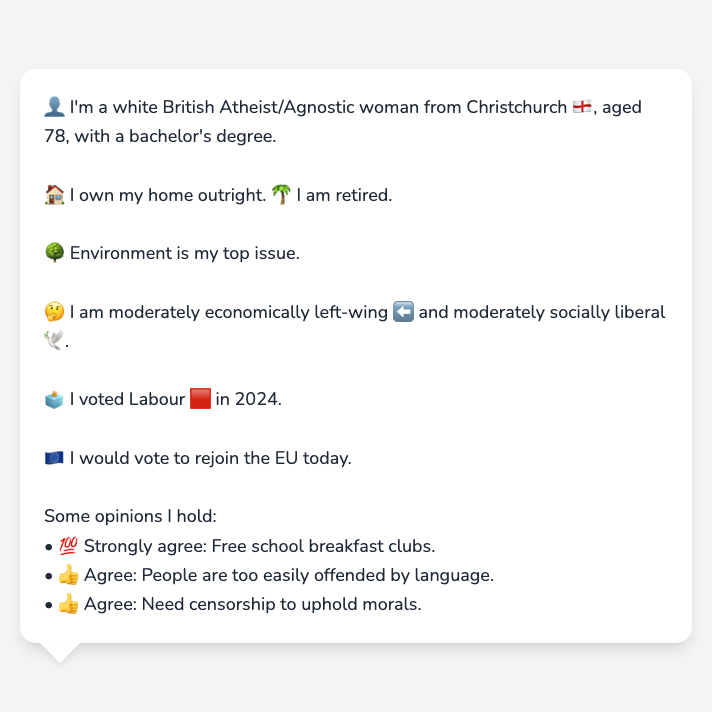 👤 I'm a white British Atheist/Agnostic woman from Christchurch 🏴󠁧󠁢󠁥󠁮󠁧󠁿, aged
78, with a bachelor's degree.
🏠 I own my home outright. 🌴 I am retired.
🌳 Environment is my top issue.
🤔 I am moderately economically left-wing ⬅️ and moderately socially liberal
🕊️.
🗳️ I voted Labour 🟥 in 2024.
🇪🇺 I would vote to rejoin the EU today.
Some opinions I hold:
• 💯 Strongly agree: Free school breakfast clubs.
• 👍 Agree: People are too easily offended by language.
• 👍 Agree: Need censorship to uphold morals.